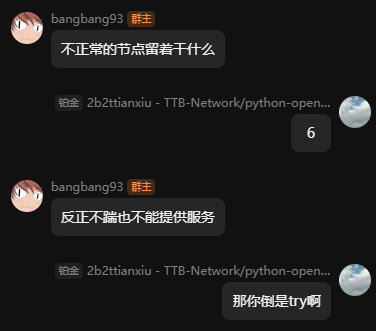 bangbang93 群主
不正常的节点留着干什么
铂金 2b2ttianxiu - TTB-Network/python-open...
6
bangbang93 群主
反正不踹也不能提供服务
铂金 2b2ttianxiu - TTB-Network/python-open...
那你倒是try啊